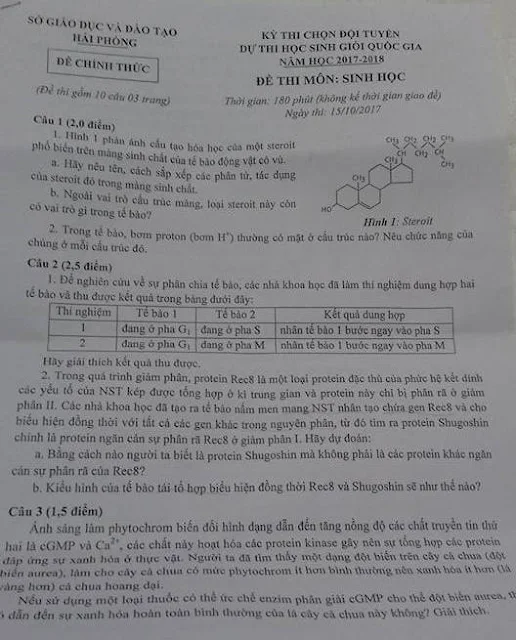 SỞ GIÁO DỤC VÀ ĐÀO TẠO
HẢI PHÒNG
ĐỀ CHÍNH THỨC
(Đề thi gồm 10 câu 03 trang)
KỲ THI CHỌN ĐỘI TUYỂN
DỰ THI HỌC SINH GIỎI QUỐC GIA
NĂM HỌC 2017-2018
ĐỀ THI MÔN: SINH HỌC
Thời gian: 180 phút (không kể thời gian giao đề)
Ngày thi: 15/10/2017
Câu 1 (2,0 điểm)
1. Hình 1 phản ánh cấu tạo hóa học của một steroit
phổ biến trên màng sinh chất của tế bào động vật có vú.
a. Hãy nêu tên, cách sắp xếp các phân tử, tác dụng
của steroit đó trong màng sinh chất.
b. Ngoài vai trò cấu trúc màng, loại steroit này còn
có vai trò gì trong tế bào?
CH₃ CH₂ CH₂ CH₃
CH CH₂ CH
CH₃
CH₃
CH₃
HO
Hình 1: Steroit
2. Trong tế bào, bơm proton (bơm H⁺) thường có mặt ở cấu trúc nào? Nêu chức năng của
chúng ở mỗi cấu trúc đó.
Câu 2 (2,5 điểm)
1. Để nghiên cứu về sự phân chia tế bào, các nhà khoa học đã làm thí nghiệm dung hợp hai
tế bào và thu được kết quả trong bảng dưới đây:
Thí nghiệm Tế bào 1 Tế bào 2 Kết quả dung hợp
1 đang ở pha G₁ đang ở pha S nhân tế bào 1 bước ngay vào pha S
2 đang ở pha G₁ đang ở pha M nhân tế bào 1 bước ngay vào pha M
Hãy giải thích kết quả thu được.
2. Trong quá trình giảm phân, protein Rec8 là một loại protein đặc thù của phức hệ kết dính
các yếu tố của NST kép được tổng hợp ở kì trung gian và protein này chỉ bị phân rã ở giảm
phân II. Các nhà khoa học đã tạo ra tế bào nấm men mang NST nhân tạo chứa gen Rec8 và cho
biểu hiện đồng thời với tất cả các gen khác trong nguyên phân, từ đó tìm ra protein Shugoshin
chính là protein ngăn cản sự phân rã Rec8 ở giảm phân I. Hãy dự đoán:
a. Bằng cách nào người ta biết là protein Shugoshin mà không phải là các protein khác ngăn
cản sự phân rã của Rec8?
b. Kiểu hình của tế bào tái tổ hợp biểu hiện đồng thời Rec8 và Shugoshin sẽ như thế nào?
Câu 3 (1,5 điểm)
Ánh sáng làm phytochrom biến đổi hình dạng dẫn đến tăng nồng độ các chất truyền tin thứ
hai là cGMP và Ca²⁺, các chất này hoạt hóa các protein kinase gây nên sự tổng hợp các protein
đáp ứng sự xanh hóa ở thực vật. Người ta đã tìm thấy một dạng đột biến trên cây cà chua (đột
biến aurea), làm cho cây cà chua có mức phytochrom ít hơn bình thường nên xanh hóa ít hơn (lá
vàng hơn) cà chua hoang dại.
Nếu sử dụng một loại thuốc có thể ức chế enzim phân giải cGMP cho thể đột biến aurea,
dẫn đến sự xanh hóa hoàn toàn bình thường của lá cây cà chua này không? Giải thích.